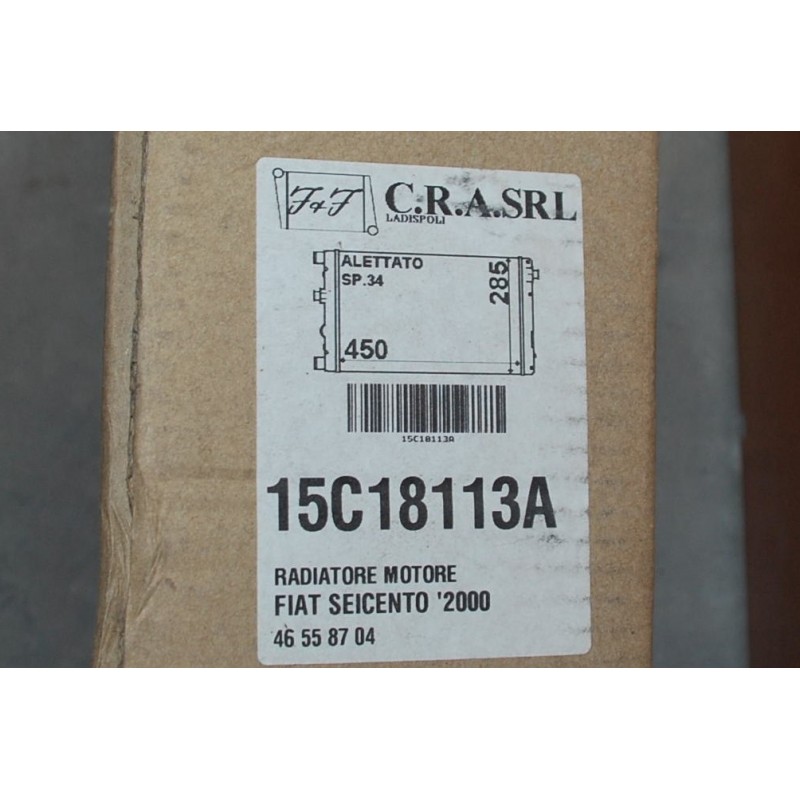 F&F
C.R.A.SRL
LADISPOLI
ALETTATO
SP.34
285
450
15C18113A
15C18113A
RADIATORE MOTORE
FIAT SEICENTO '2000
46 55 87 04